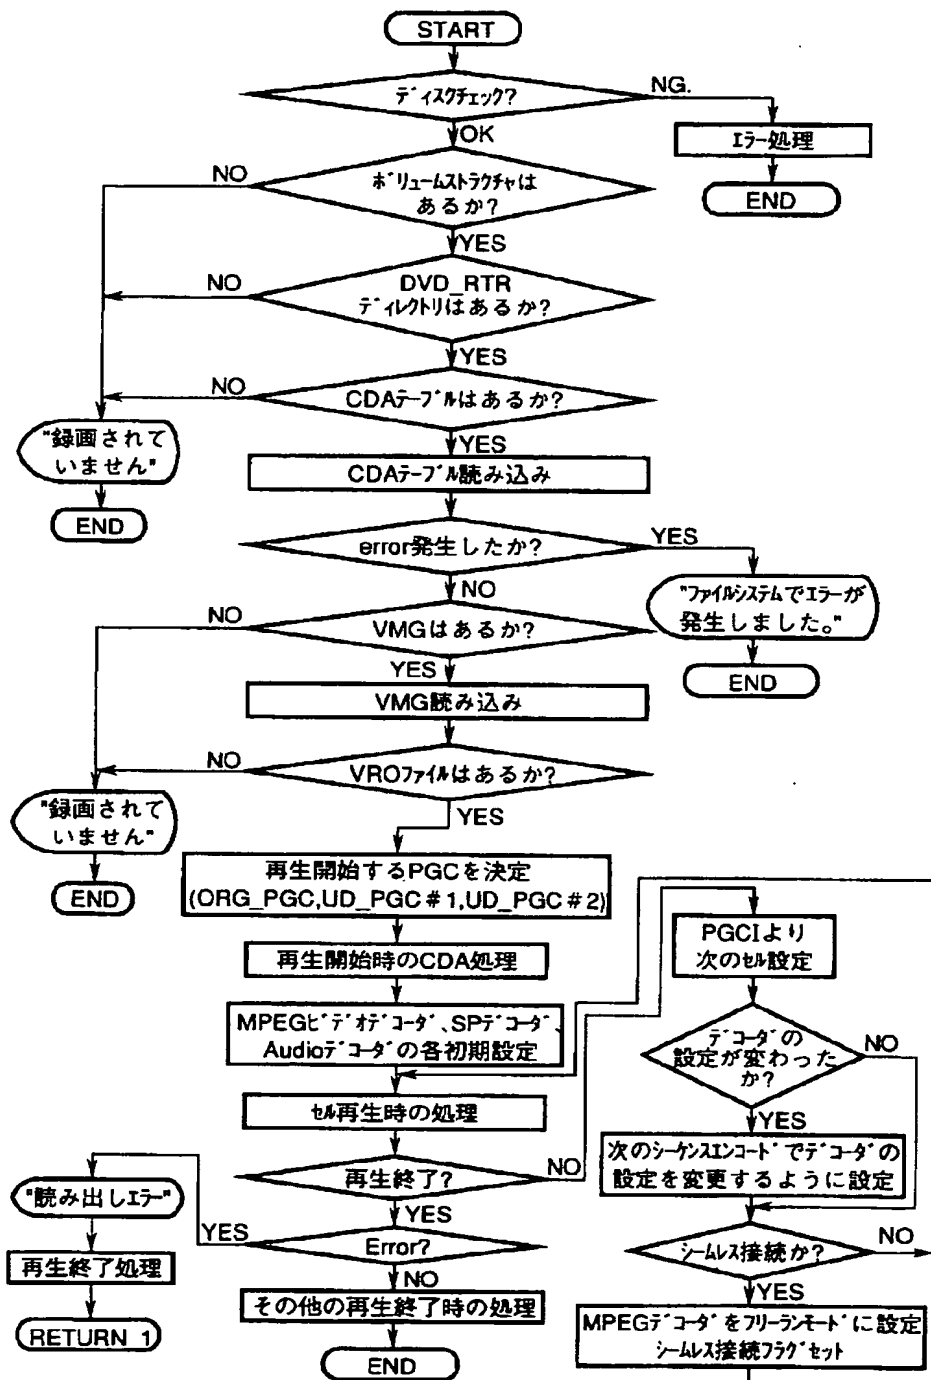 START
ディスクチェック?
NG.
OK
エラー処理
END
NO
ボリュームストラクチャは
あるか?
YES
NO
DVD_RTR
ディレクトリはあるか?
YES
NO
CDAテーブルはあるか?
YES
"録画されて
いません"
END
CDAテーブル読み込み
error発生したか?
YES
NO
"ファイルシステムでエラーが
発生しました。"
END
NO
VMGはあるか?
YES
VMG読み込み
NO
VROファイルはあるか?
YES
"録画されて
いません"
END
再生開始するPGCを決定
(ORG_PGC,UD_PGC#1,UD_PGC#2)
再生開始時のCDA処理
MPEGビデオデコーダ、SPデコーダ、
Audioデコーダの各初期設定
セル再生時の処理
再生終了?
NO
YES
Error?
YES
NO
"読み出しエラー"
再生終了処理
RETURN 1
その他の再生終了時の処理
END
PGCIより
次のセル設定
デコーダの
設定が変わった
か?
NO
YES
次のシーケンスエンコードでデコーダの
設定を変更するように設定
シームレス接続か?
NO
YES
MPEGデコーダをフリーランモードに設定
シームレス接続フラグセット